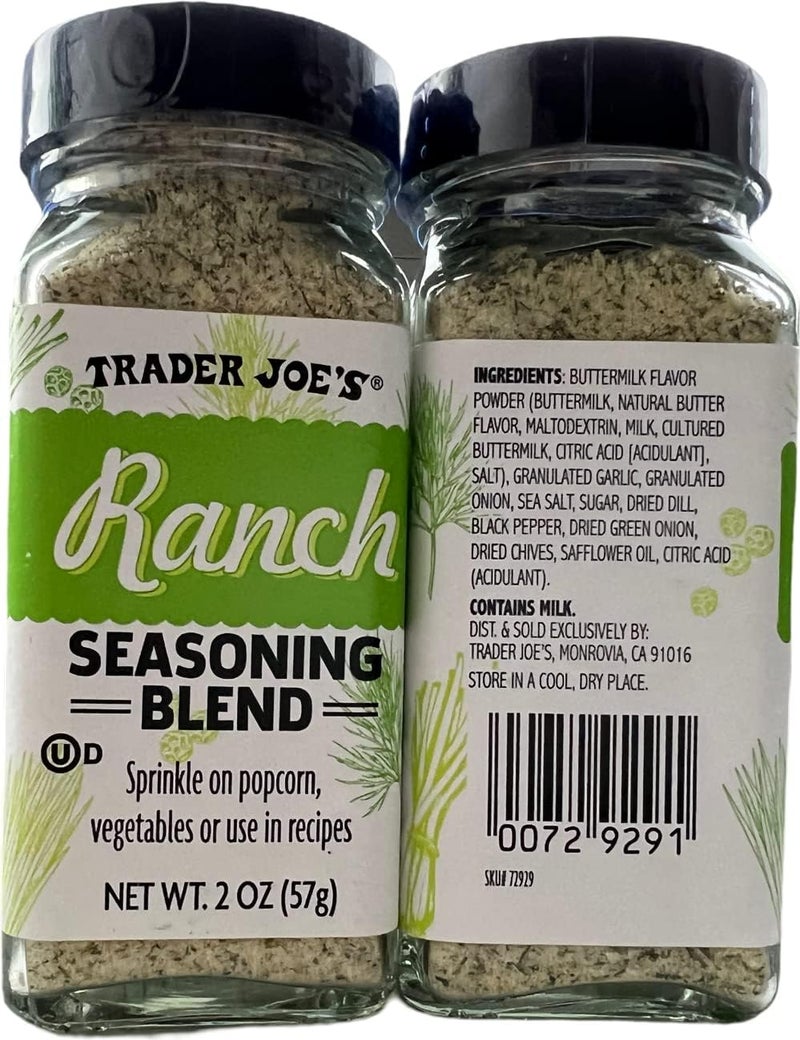 TRADER JOE'S®
Ranch
SEASONING
BLEND
UD
Sprinkle on popcorn,
vegetables or use in recipes
NET WT. 2 OZ (57g)
INGREDIENTS: BUTTERMILK FLAVOR
POWDER (BUTTERMILK, NATURAL BUTTER
FLAVOR, MALTODEXTRIN, MILK, CULTURED
BUTTERMILK, CITRIC ACID [ACIDULANT],
SALT), GRANULATED GARLIC, GRANULATED
ONION, SEA SALT, SUGAR, DRIED DILL,
BLACK PEPPER, DRIED GREEN ONION,
DRIED CHIVES, SAFFLOWER OIL, CITRIC ACID
(ACIDULANT).
CONTAINS MILK.
DIST. & SOLD EXCLUSIVELY BY:
TRADER JOE'S, MONROVIA, CA 91016
STORE IN A COOL, DRY PLACE.
0072 9291
SKU# 72929